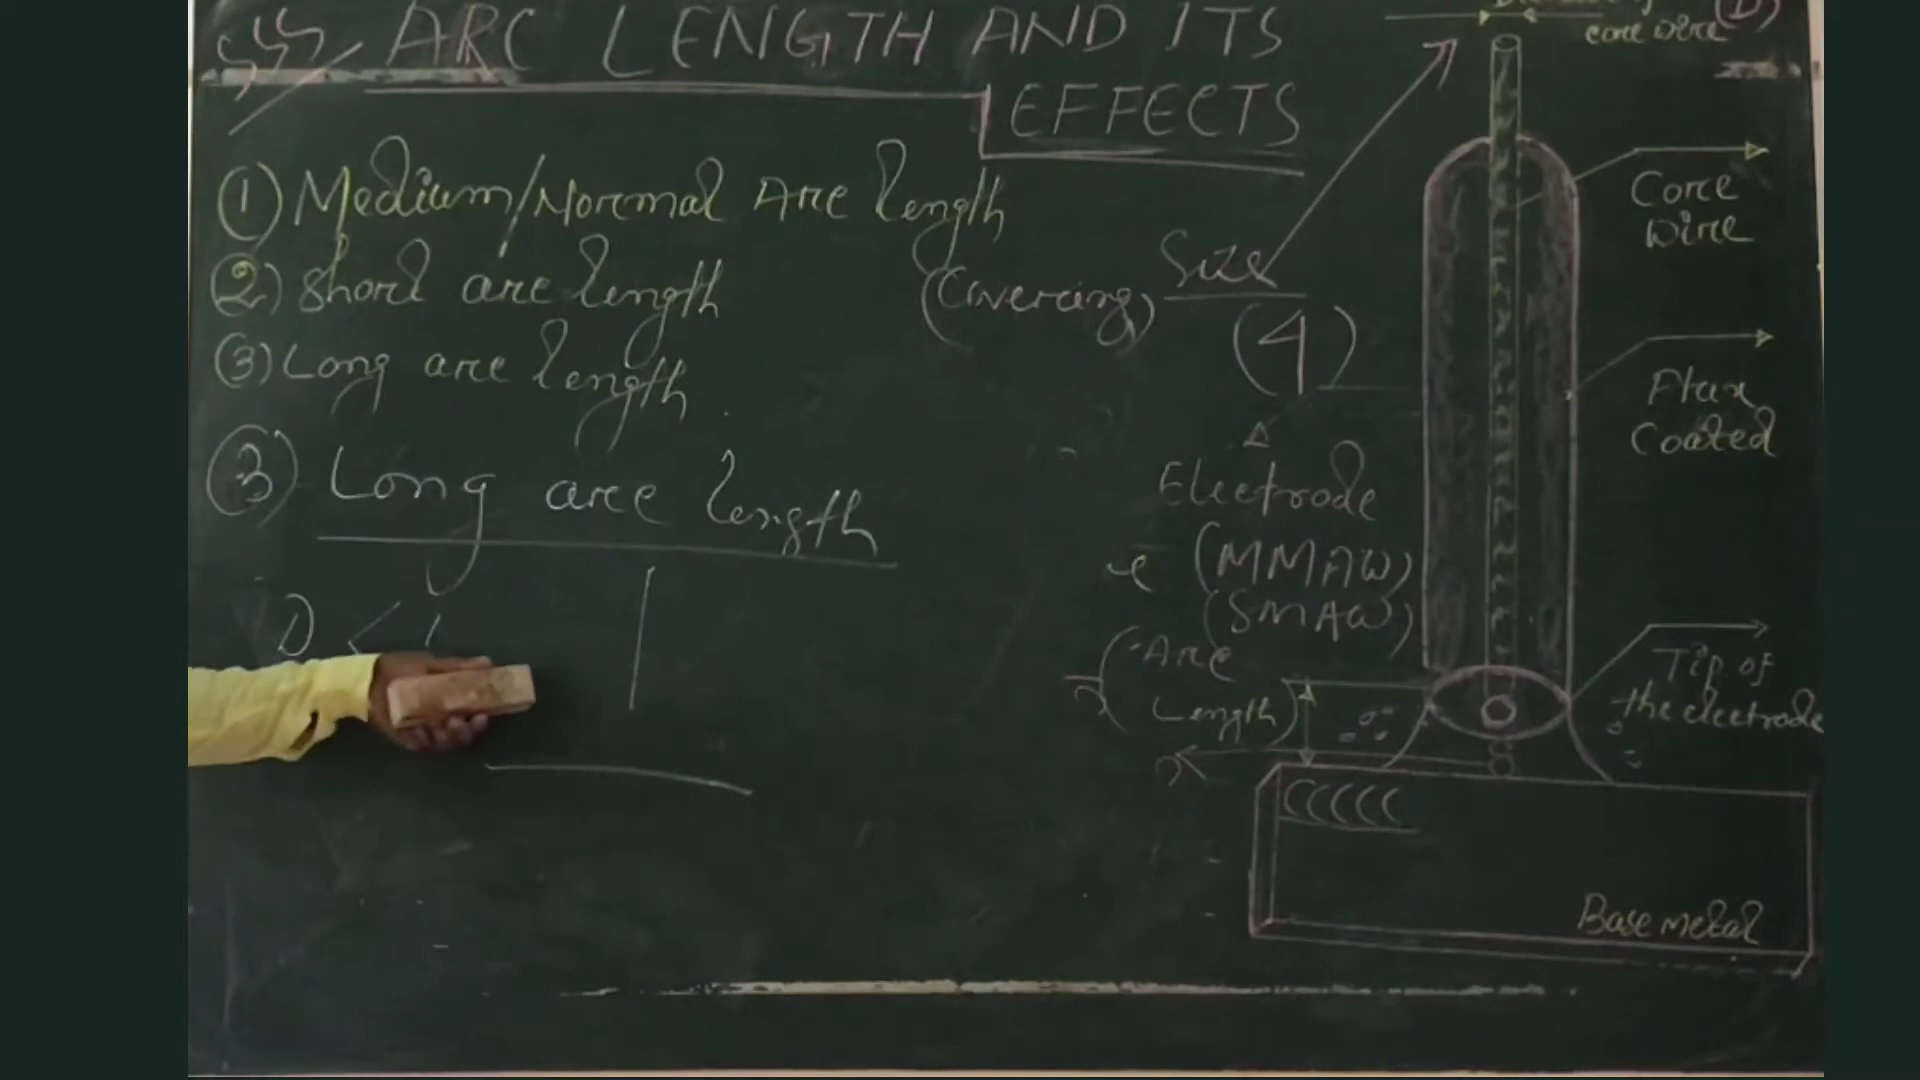 ARC LENGTH AND ITS
EFFECTS
① Medium/Normal Arc length
② Short arc length
③ Long arc length
③ Long arc length
D <
core wire (D)
Size
(Covering)
(4)
Electrode
(MMAW)
(SMAW)
Arc
Length
Core
wire
Flux
Coated
Tip of
the electrode
Base metal